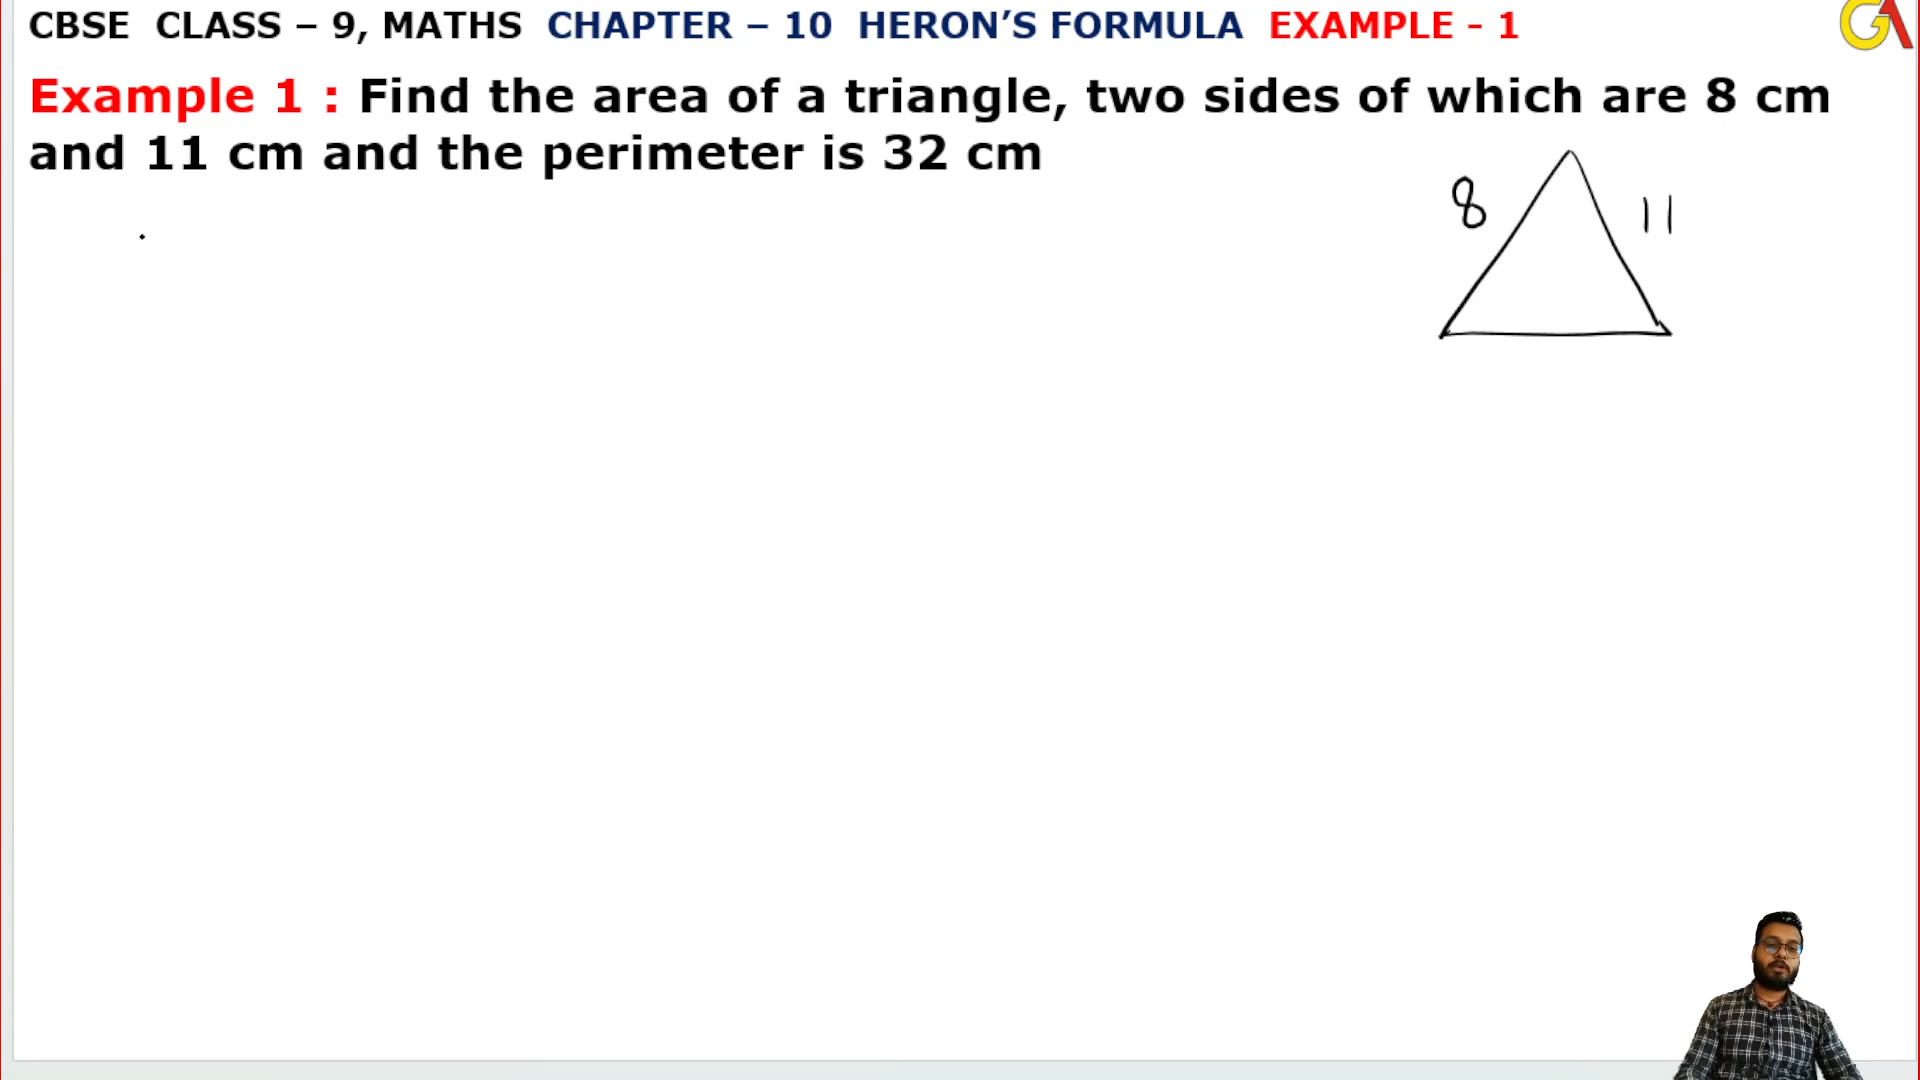 CBSE CLASS – 9, MATHS CHAPTER – 10 HERON’S FORMULA EXAMPLE - 1
GA
Example 1 : Find the area of a triangle, two sides of which are 8 cm
and 11 cm and the perimeter is 32 cm
8
11